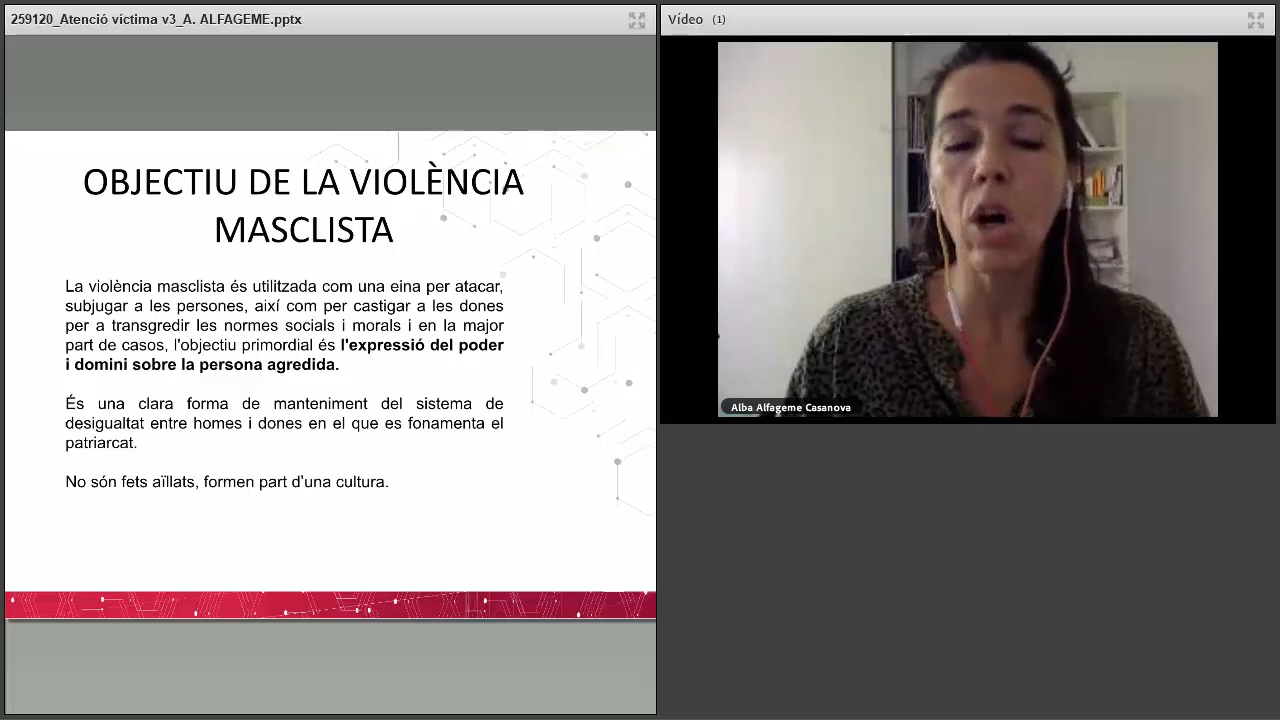 259120_Atenció víctima v3_A. ALFAGEME.pptx
Vídeo (1)
OBJECTIU DE LA VIOLÈNCIA
MASCLISTA
La violència masclista és utilitzada com una eina per atacar,
subjugar a les persones, així com per castigar a les dones
per a transgredir les normes socials i morals i en la major
part de casos, l'objectiu primordial és l'expressió del poder
i domini sobre la persona agredida.
És una clara forma de manteniment del sistema de
desigualtat entre homes i dones en el que es fonamenta el
patriarcat.
No són fets aïllats, formen part d'una cultura.
Alba Alfageme Casanova